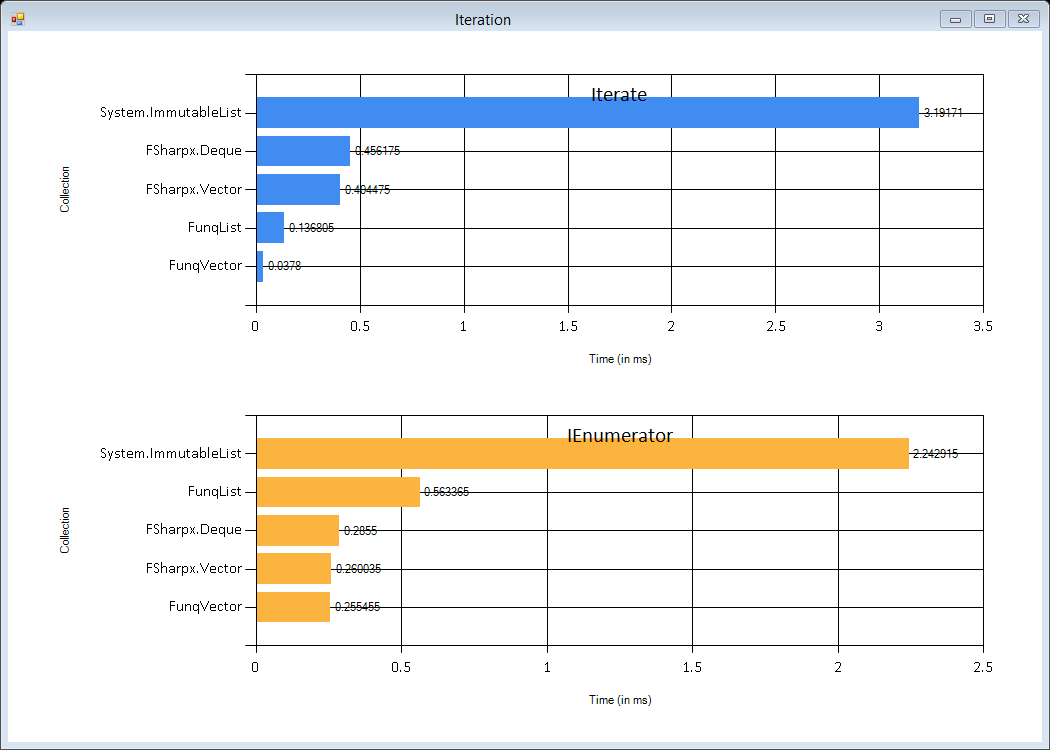 Iteration
Iterate
System.ImmutableList 3.19171
FSharpx.Deque 0.456175
FSharpx.Vector 0.404475
FunqList 0.136805
FunqVector 0.0378
Collection
0 0.5 1 1.5 2 2.5 3 3.5
Time (in ms)
IEnumerator
System.ImmutableList 2.242915
FunqList 0.563365
FSharpx.Deque 0.2855
FSharpx.Vector 0.260035
FunqVector 0.255455
Collection
0 0.5 1 1.5 2 2.5
Time (in ms)